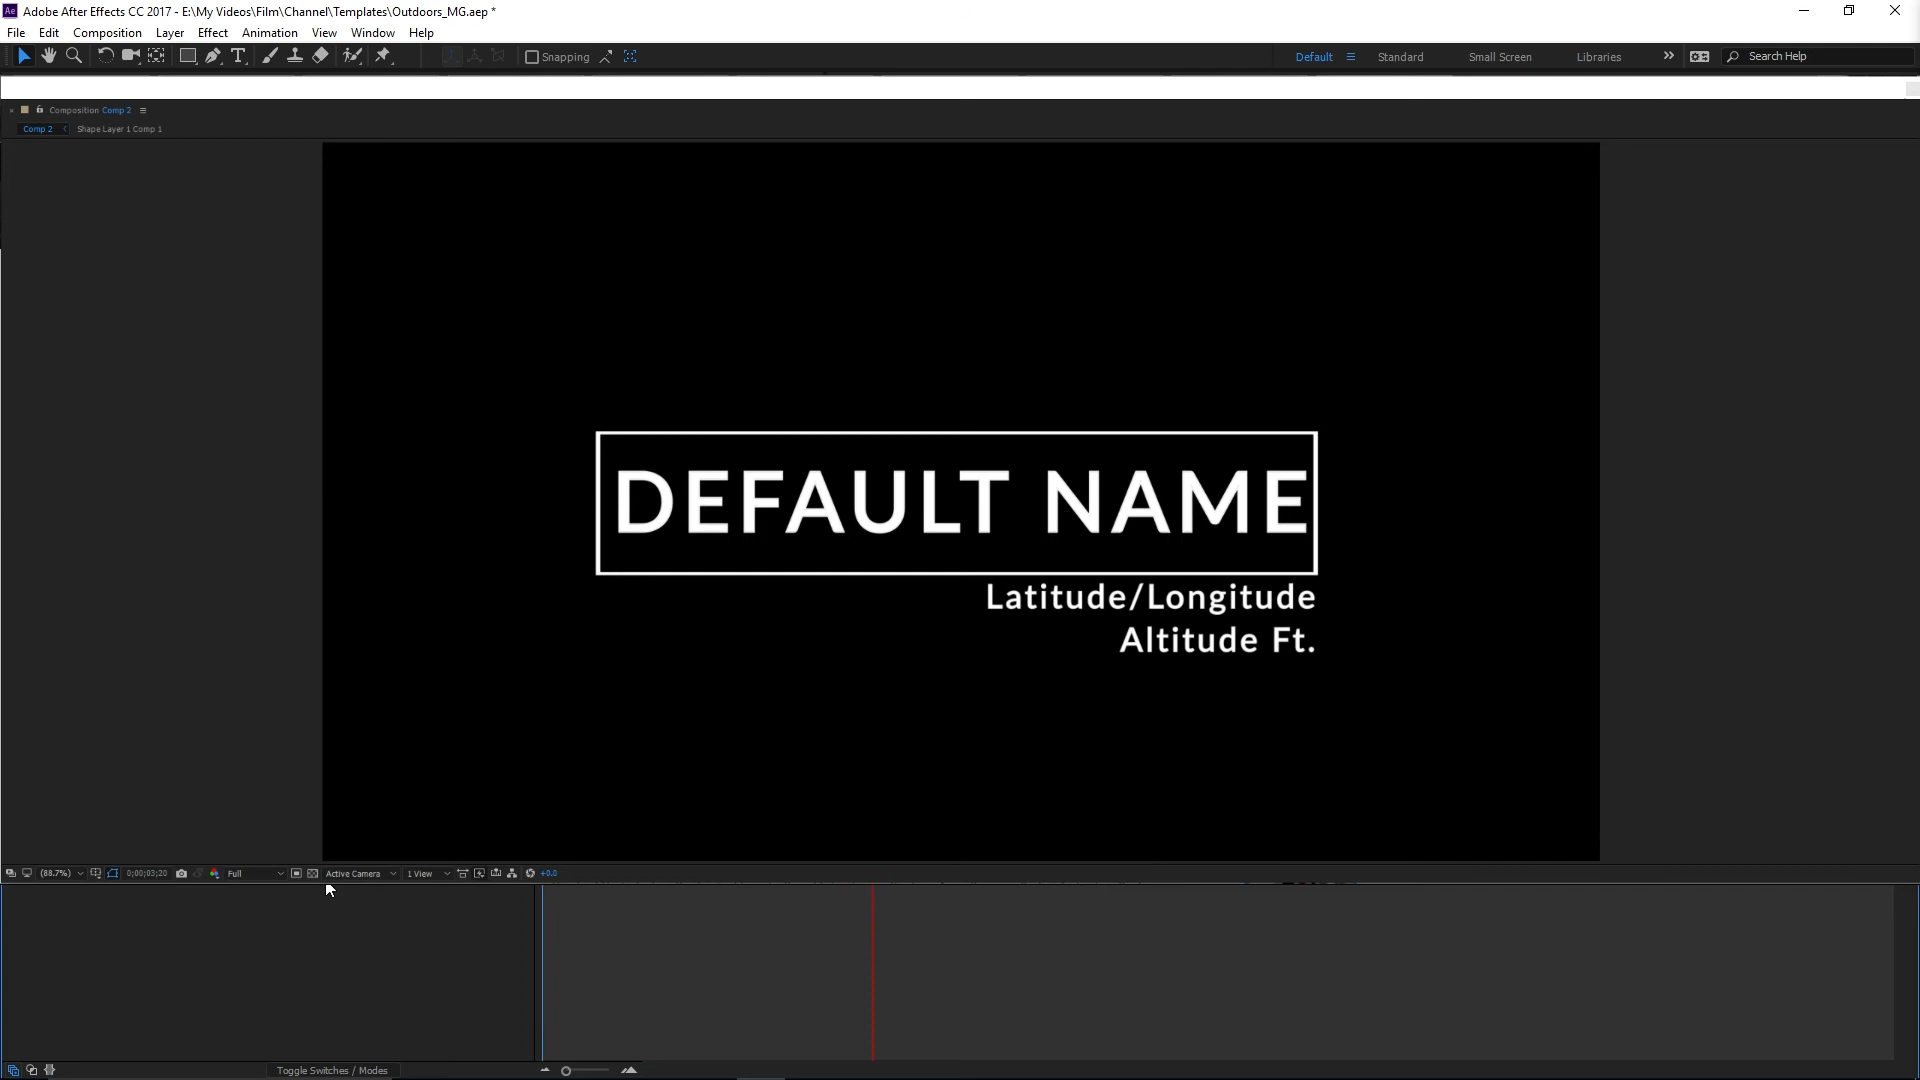 Ae Adobe After Effects CC 2017 - E:\My Videos\Film\Channel\Templates\Outdoors_MG.aep *
File Edit Composition Layer Effect Animation View Window Help
Snapping Default Standard Small Screen Libraries Search Help
Composition Comp 2
Comp 2 Shape Layer 1 Comp 1
DEFAULT NAME
Latitude/Longitude
Altitude Ft.
(88.7%) 0;00;03;20 Full Active Camera 1 View +0.0
Toggle Switches / Modes